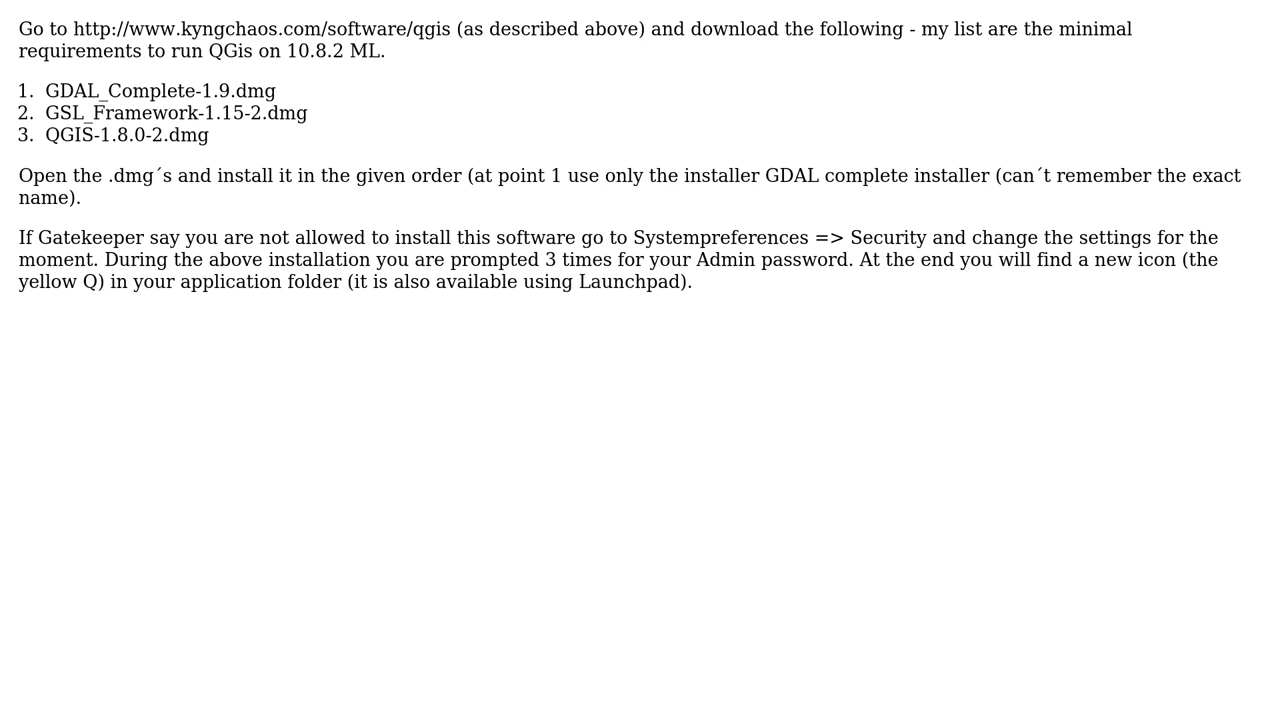 Go to http://www.kyngchaos.com/software/qgis (as described above) and download the following - my list are the minimal
requirements to run QGis on 10.8.2 ML.
1. GDAL_Complete-1.9.dmg
2. GSL_Framework-1.15-2.dmg
3. QGIS-1.8.0-2.dmg
Open the .dmg´s and install it in the given order (at point 1 use only the installer GDAL complete installer (can´t remember the exact
name).
If Gatekeeper say you are not allowed to install this software go to Systempreferences => Security and change the settings for the
moment. During the above installation you are prompted 3 times for your Admin password. At the end you will find a new icon (the
yellow Q) in your application folder (it is also available using Launchpad).